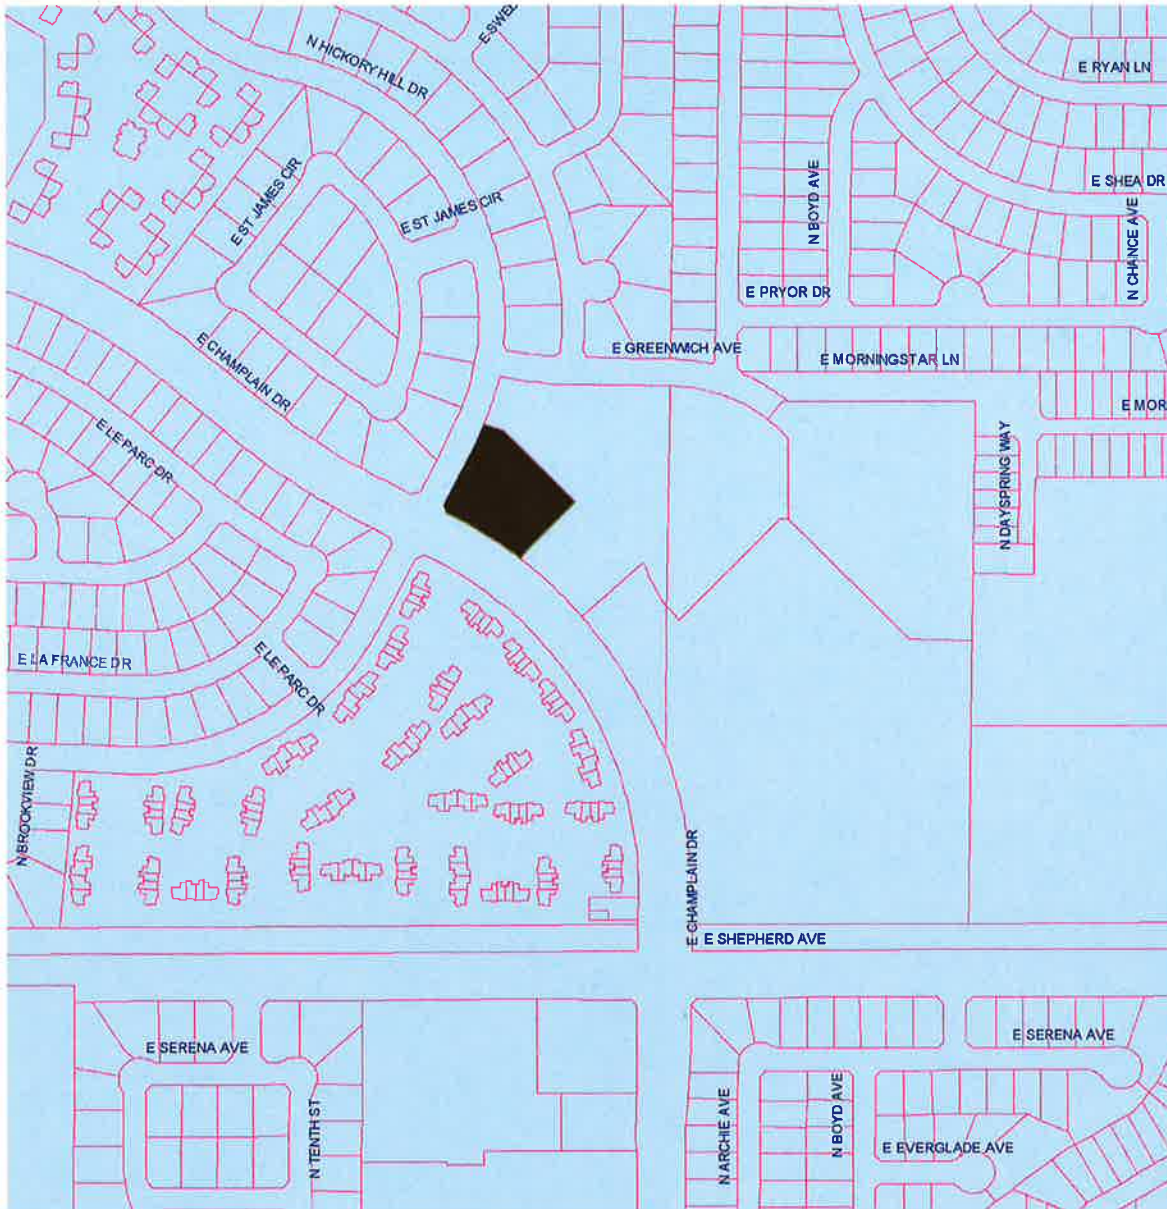 E SWEL
N HICKORY HILL DR
E RYAN LN
E SHEA DR
E ST JAMES CIR
E ST JAMES CIR
N BOYD AVE
N CHANCE AVE
E PRYOR DR
E CHAMPLAIN DR
E GREENWICH AVE
E MORNINGSTAR LN
E MOR
E LE PARC DR
N DAYSPRING WAY
E LA FRANCE DR
E LE PARC DR
N BROOKVIEW DR
E CHAMPLAIN DR
E SHEPHERD AVE
E SERENA AVE
E SERENA AVE
N TENTH ST
N ARCHIE AVE
N BOYD AVE
E EVERGLADE AVE